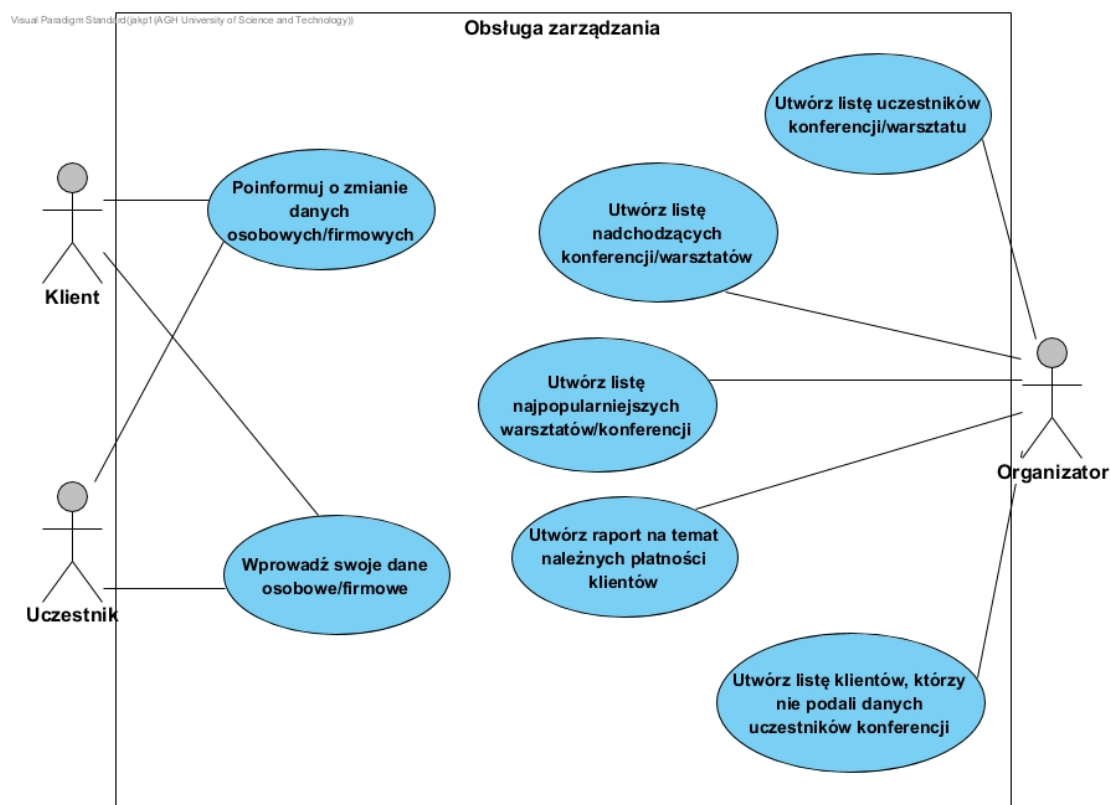 Visual Paradigm Standard(jakp1(AGH University of Science and Technology))
Obsługa zarządzania
Utwórz listę uczestników
konferencji/warsztatu
Poinformuj o zmianie
danych
osobowych/firmowych
Utwórz listę
nadchodzących
konferencji/warsztatów
Klient
Utwórz listę
najpopularniejszych
warsztatów/konferencji
Organizator
Utwórz raport na temat
należnych płatności
klientów
Wprowadź swoje dane
osobowe/firmowe
Uczestnik
Utwórz listę klientów, którzy
nie podali danych
uczestników konferencji